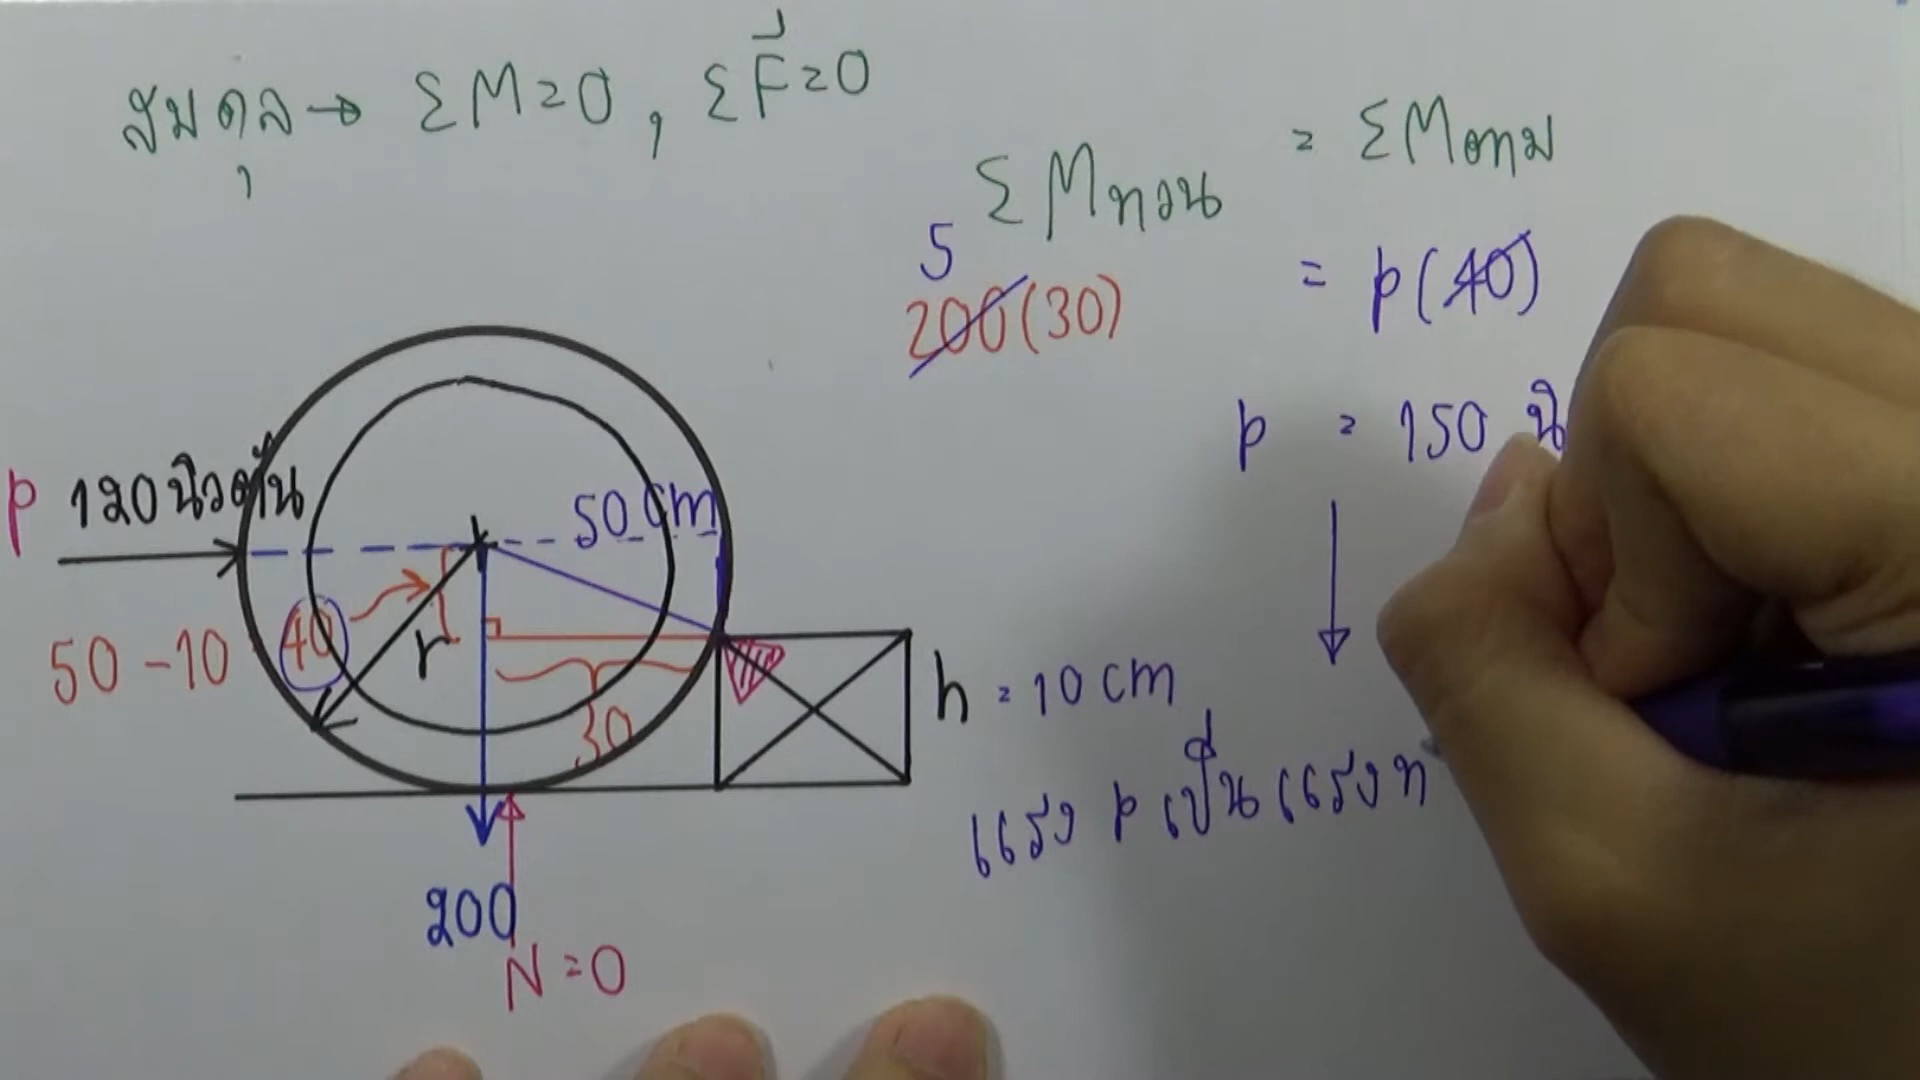 สมดุล → ΣM=0, ΣF⃗=0
ΣMทวน = ΣMตาม
5
200(30) = p(40)
p = 150 นิ
p 120 นิวตัน
50 cm
50 - 10
40
r
30
h = 10 cm
แรง p เป็นแรงท
200
N = 0